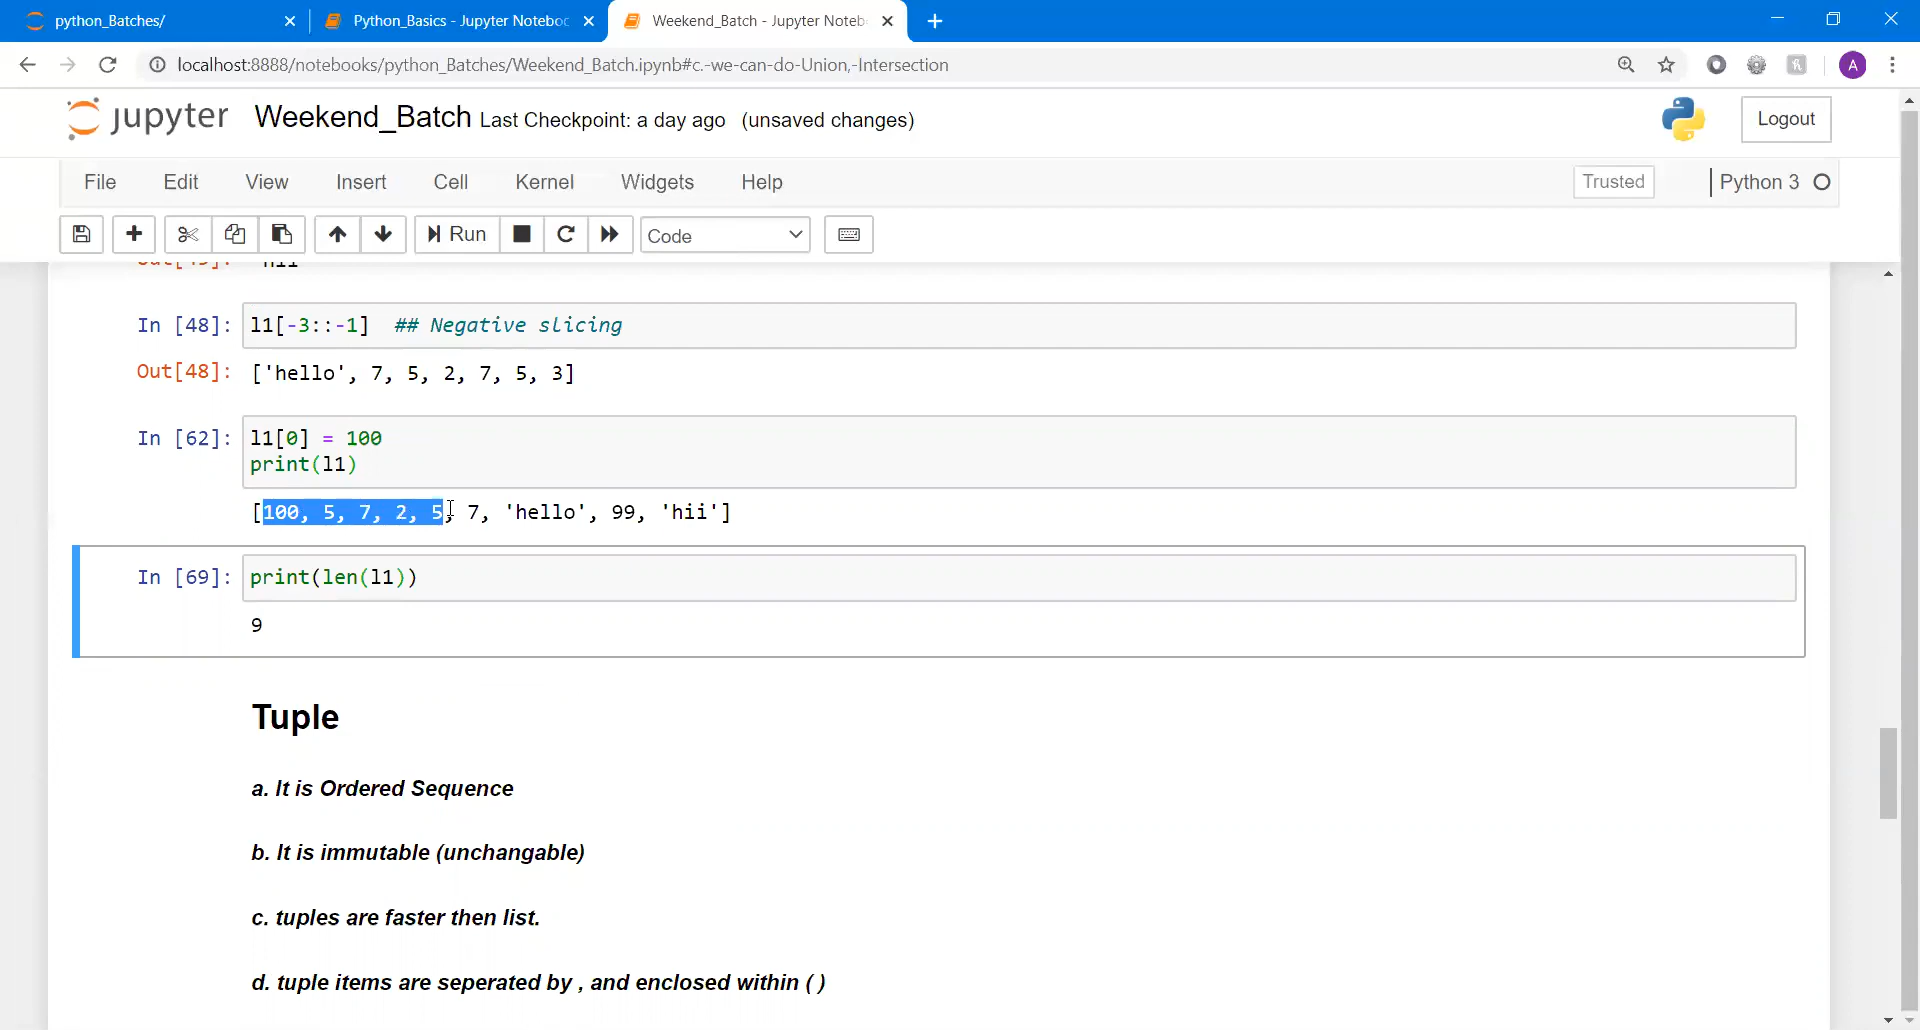 python_Batches/
Python_Basics - Jupyter Noteboo
Weekend_Batch - Jupyter Noteb
localhost:8888/notebooks/python_Batches/Weekend_Batch.ipynb#c.-we-can-do-Union,-Intersection
A
jupyter Weekend_Batch Last Checkpoint: a day ago (unsaved changes)
Logout
File Edit View Insert Cell Kernel Widgets Help
Trusted
Python 3
Run
Code
In [48]: l1[-3::-1] ## Negative slicing
Out[48]: ['hello', 7, 5, 2, 7, 5, 3]
In [62]: l1[0] = 100
print(l1)
[100, 5, 7, 2, 5, 7, 'hello', 99, 'hii']
In [69]: print(len(l1))
9
Tuple
a. It is Ordered Sequence
b. It is immutable (unchangable)
c. tuples are faster then list.
d. tuple items are seperated by , and enclosed within ( )